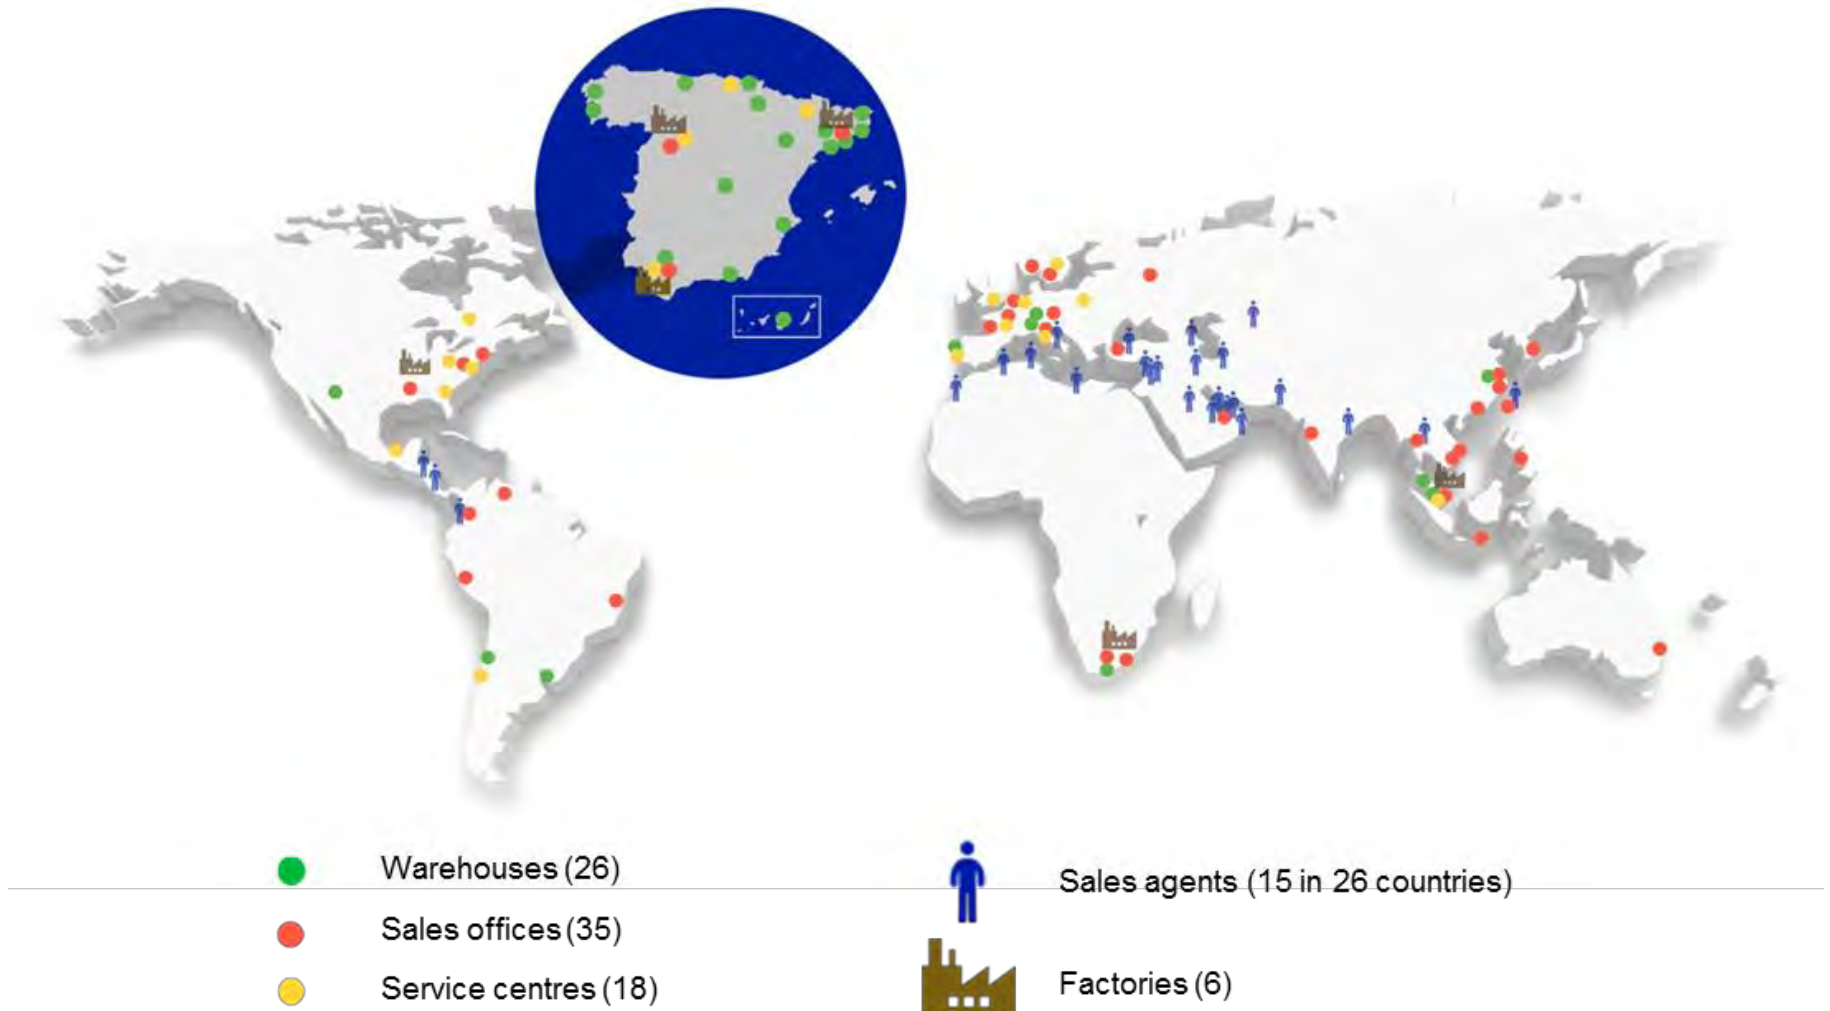 Warehouses (26)
Sales offices (35)
Service centres (18)
Sales agents (15 in 26 countries)
Factories (6)